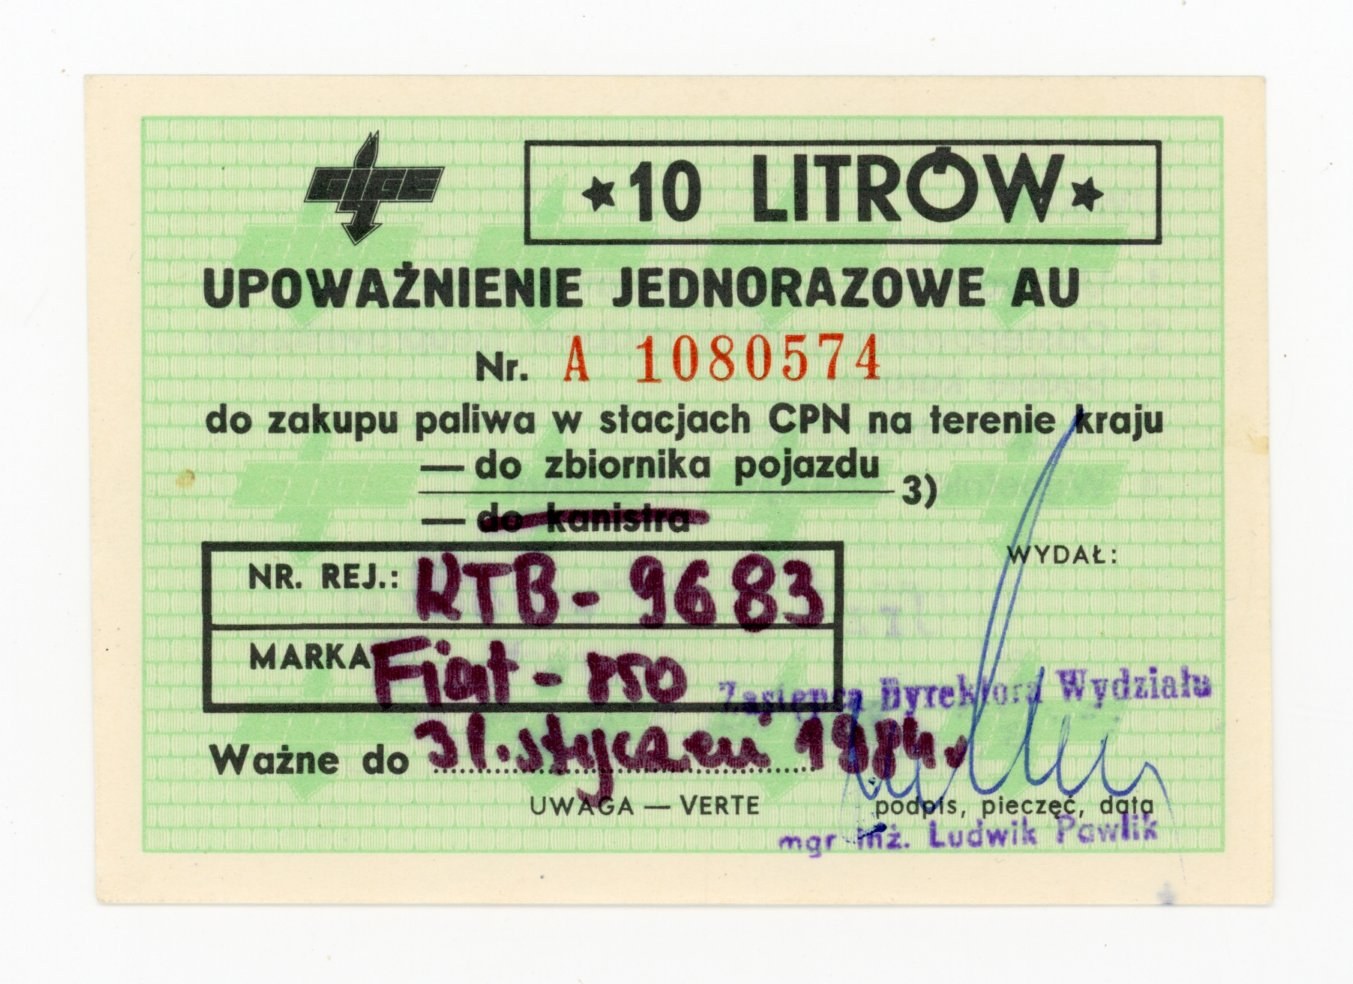 GIGE
★ 10 LITRÓW ★
UPOWAŻNIENIE JEDNORAZOWE AU
Nr. A 1080574
do zakupu paliwa w stacjach CPN na terenie kraju
— do zbiornika pojazdu
3)
— do kanistra
WYDAŁ:
NR. REJ.: KTB - 9683
MARKA Fiat - 
Zastępca Dyrektora Wydziału
Ważne do 31. styczeń 1984 r
UWAGA — VERTE
podpis, pieczęć, data
mgr inż. Ludwik Pawlik